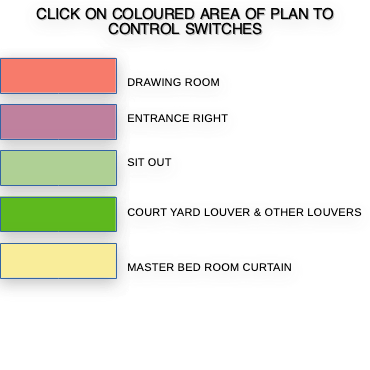 CLICK ON COLOURED AREA OF PLAN TO
CONTROL SWITCHES
DRAWING ROOM
ENTRANCE RIGHT
SIT OUT
COURT YARD LOUVER & OTHER LOUVERS
MASTER BED ROOM CURTAIN